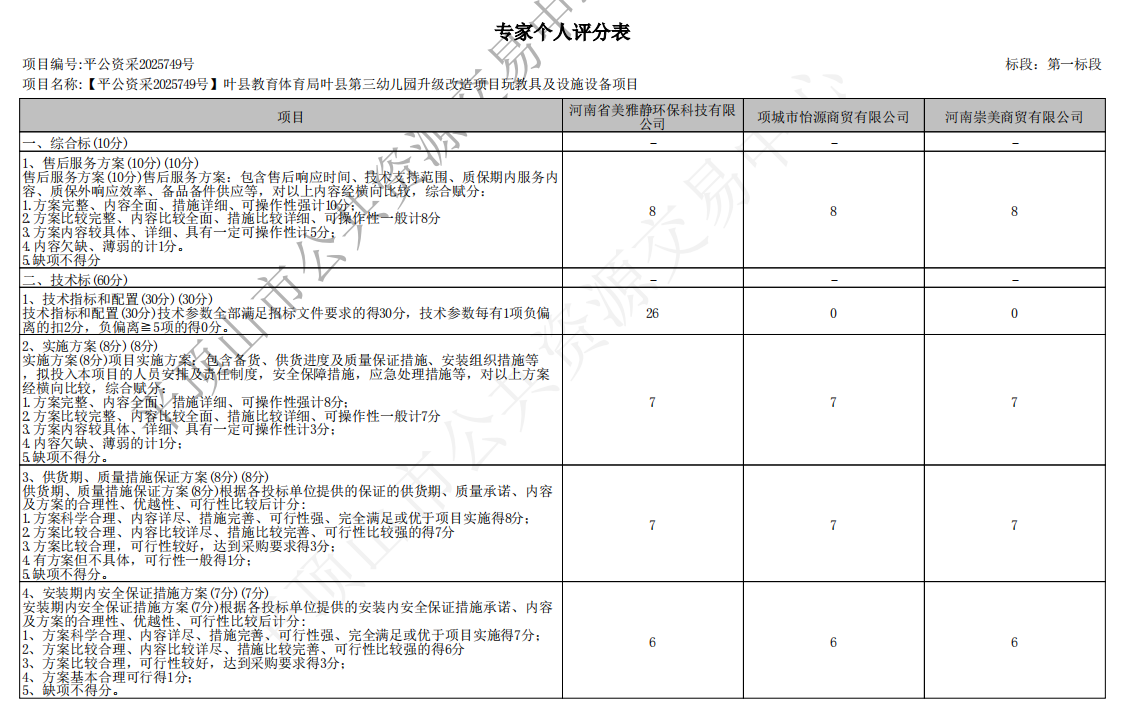 专家个人评分表
项目编号:平公资采2025749号
标段：第一标段
项目名称:【平公资采2025749号】叶县教育体育局叶县第三幼儿园升级改造项目玩教具及设施设备项目
项目
河南省美雅静环保科技有限
公司
项城市怡源商贸有限公司
河南崇美商贸有限公司
一、综合标(10分)
－
－
－
1、售后服务方案(10分)(10分)
售后服务方案(10分)售后服务方案：包含售后响应时间、技术支持范围、质保期内服务内
容、质保外响应效率、备品备件供应等，对以上内容经横向比较，综合赋分：
1.方案完整、内容全面、措施详细、可操作性强计10分；
2.方案比较完整、内容比较全面、措施比较详细、可操作性一般计8分
3.方案内容较具体、详细、具有一定可操作性计5分；
4.内容欠缺、薄弱的计1分。
5.缺项不得分
8
8
8
二、技术标(60分)
－
－
－
1、技术指标和配置(30分)(30分)
技术指标和配置(30分)技术参数全部满足招标文件要求的得30分，技术参数每有1项负偏
离的扣2分，负偏离≧5项的得0分。
26
0
0
2、实施方案(8分)(8分)
实施方案(8分)项目实施方案：包含备货、供货进度及质量保证措施、安装组织措施等
，拟投入本项目的人员安排及责任制度，安全保障措施，应急处理措施等，对以上方案
经横向比较，综合赋分：
1.方案完整、内容全面、措施详细、可操作性强计8分；
2.方案比较完整、内容比较全面、措施比较详细、可操作性一般计7分
3.方案内容较具体、详细、具有一定可操作性计3分；
4.内容欠缺、薄弱的计1分；
5.缺项不得分。
7
7
7
3、供货期、质量措施保证方案(8分)(8分)
供货期、质量措施保证方案(8分)根据各投标单位提供的保证的供货期、质量承诺、内容
及方案的合理性、优越性、可行性比较后计分：
1.方案科学合理、内容详尽、措施完善、可行性强、完全满足或优于项目实施得8分；
2.方案比较合理、内容比较详尽、措施比较完善、可行性比较强的得7分
3.方案比较合理，可行性较好，达到采购要求得3分；
4.有方案但不具体，可行性一般得1分；
5.缺项不得分。
7
7
7
4、安装期内安全保证措施方案(7分)(7分)
安装期内安全保证措施方案(7分)根据各投标单位提供的安装内安全保证措施承诺、内容
及方案的合理性、优越性、可行性比较后计分：
1、方案科学合理、内容详尽、措施完善、可行性强、完全满足或优于项目实施得7分；
2、方案比较合理、内容比较详尽、措施比较完善、可行性比较强的得6分
3、方案比较合理，可行性较好，达到采购要求得3分；
4、方案基本合理可行得1分；
5、缺项不得分。
6
6
6
平顶山市公共资源交易中
平顶山市公共资源交易中心